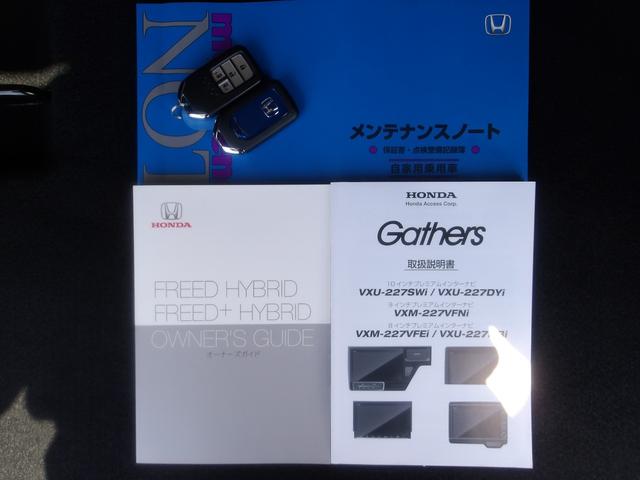 メンテナンスノート
保証書・点検整備記録簿
自家用乗用車
HONDA
FREED HYBRID
FREED+ HYBRID
OWNER'S GUIDE
オーナーズガイド
HONDA
Honda Access Corp.
Gathers
取扱説明書
10インチプレミアムインターナビ
VXU-227SWi / VXU-227DYi
9インチプレミアムインターナビ
VXM-227VFNi
8インチプレミアムインターナビ
VXM-227VFEi /